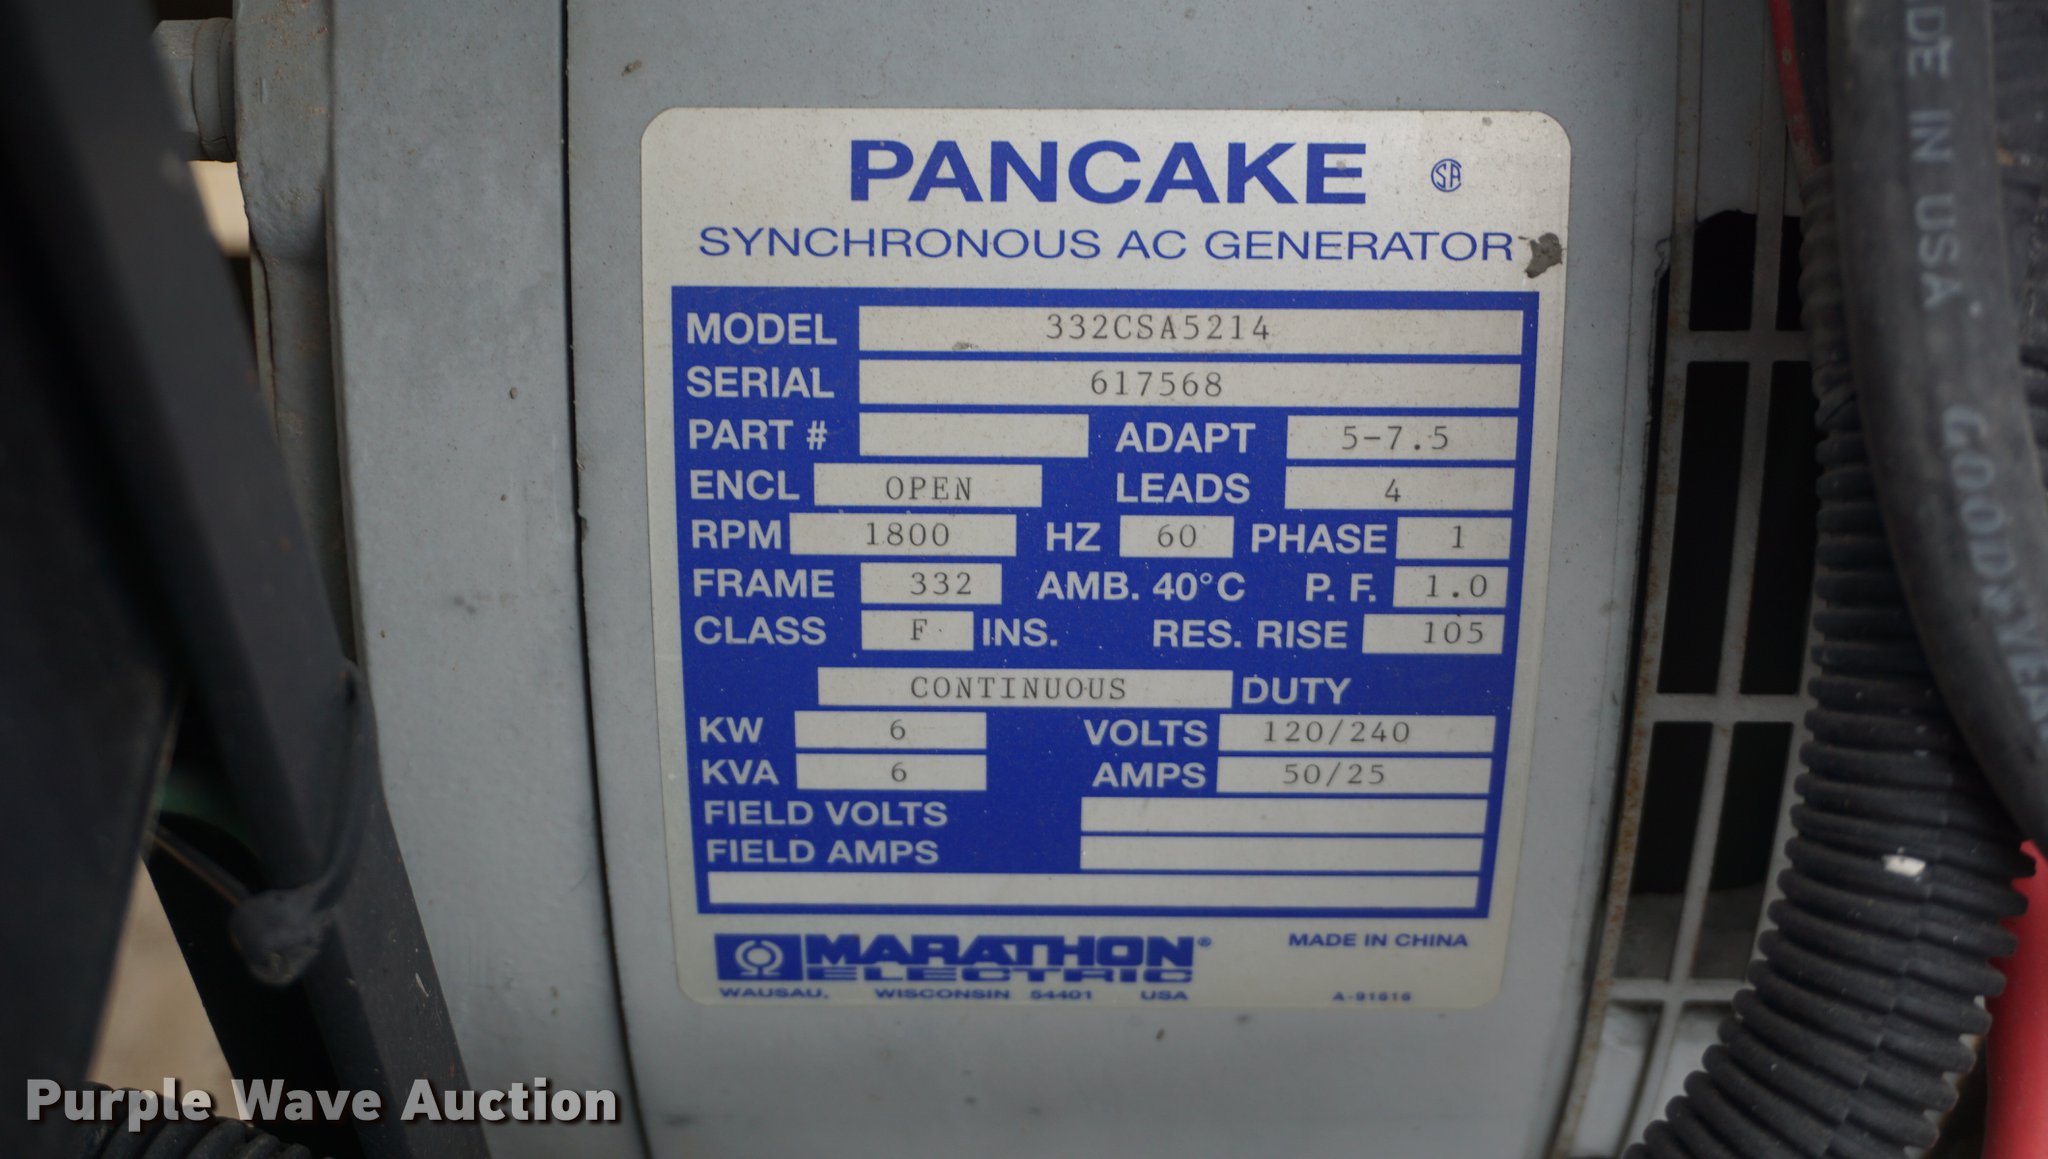 PANCAKE
SYNCHRONOUS AC GENERATOR
MODEL 332CSA5214
SERIAL 617568
PART # ADAPT 5-7.5
ENCL OPEN LEADS 4
RPM 1800 HZ 60 PHASE 1
FRAME 332 AMB. 40°C P. F. 1.0
CLASS F INS. RES. RISE 105
CONTINUOUS DUTY
KW 6 VOLTS 120/240
KVA 6 AMPS 50/25
FIELD VOLTS
FIELD AMPS
MARATHON® MADE IN CHINA
ELECTRIC
WAUSAU, WISCONSIN 54401 USA A-91616
DE IN USA
GOODYEAR
Purple Wave Auction